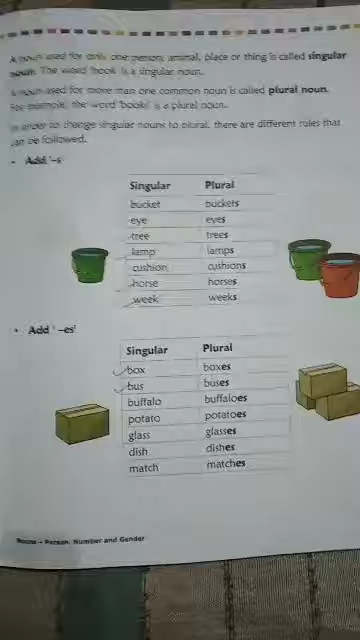 A noun used for only one person, animal, place or thing is called singular
noun. The word 'book' is a singular noun.
A noun used for more than one common noun is called plural noun.
For example, the word 'books' is a plural noun.
In order to change singular nouns to plural, there are different rules that
can be followed.
• Add '–s'
Singular Plural
bucket buckets
eye eyes
tree trees
lamp lamps
cushion cushions
horse horses
week weeks
• Add ' –es'
Singular Plural
box boxes
bus buses
buffalo buffaloes
potato potatoes
glass glasses
dish dishes
match matches
Nouns – Person, Number and Gender